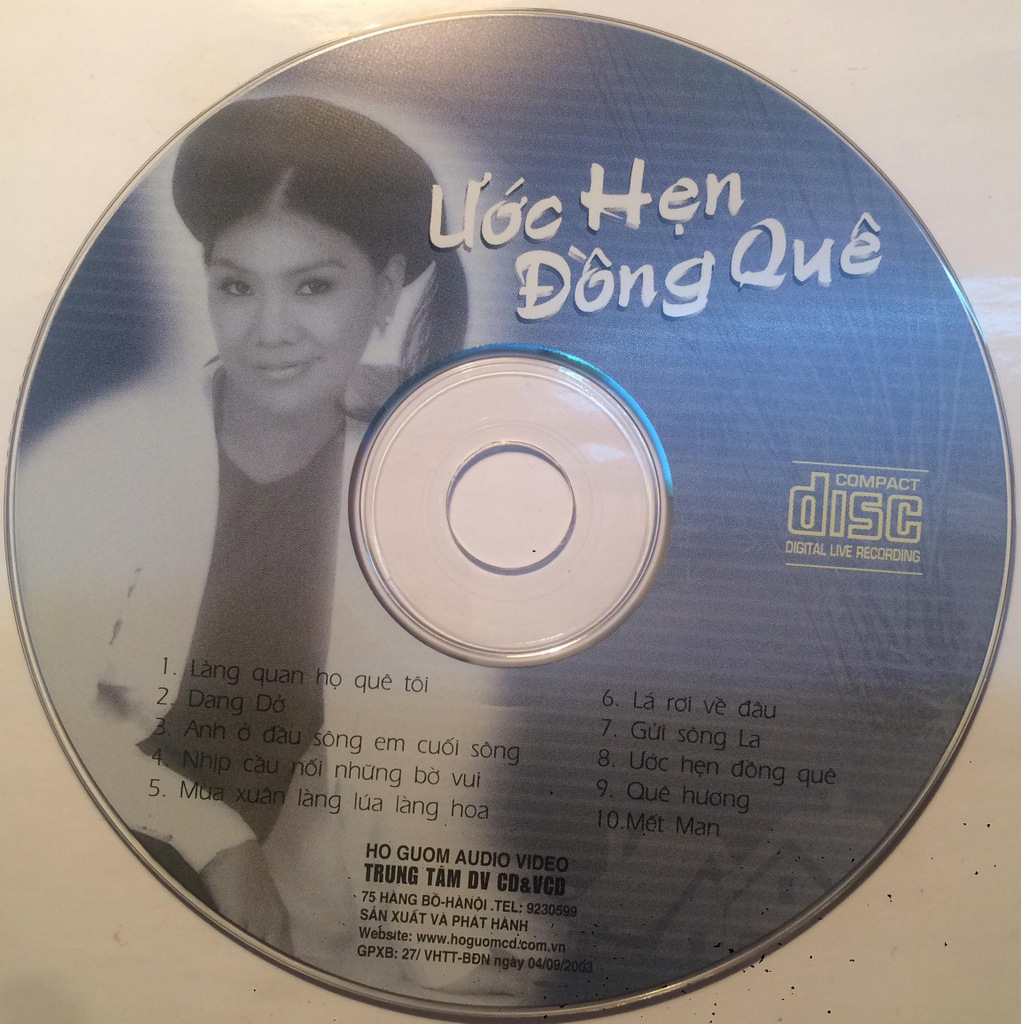 Ước Hẹn
Đồng Quê
COMPACT
disc
DIGITAL LIVE RECORDING
1. Làng quan họ quê tôi
2. Dang Dở
3. Anh ở đầu sông em cuối sông
4. Nhịp cầu nối những bờ vui
5. Mùa xuân làng lúa làng hoa
6. Lá rơi về đâu
7. Gửi sông La
8. Ước hẹn đồng quê
9. Quê hương
10.Mết Man
HO GUOM AUDIO VIDEO
TRUNG TÂM DV CD&VCD
75 HÀNG BỒ-HÀNỘI .TEL: 9230599
SẢN XUẤT VÀ PHÁT HÀNH
Website: www.hoguomcd.com.vn
GPXB: 27/ VHTT-BĐN ngày 04/09/2003